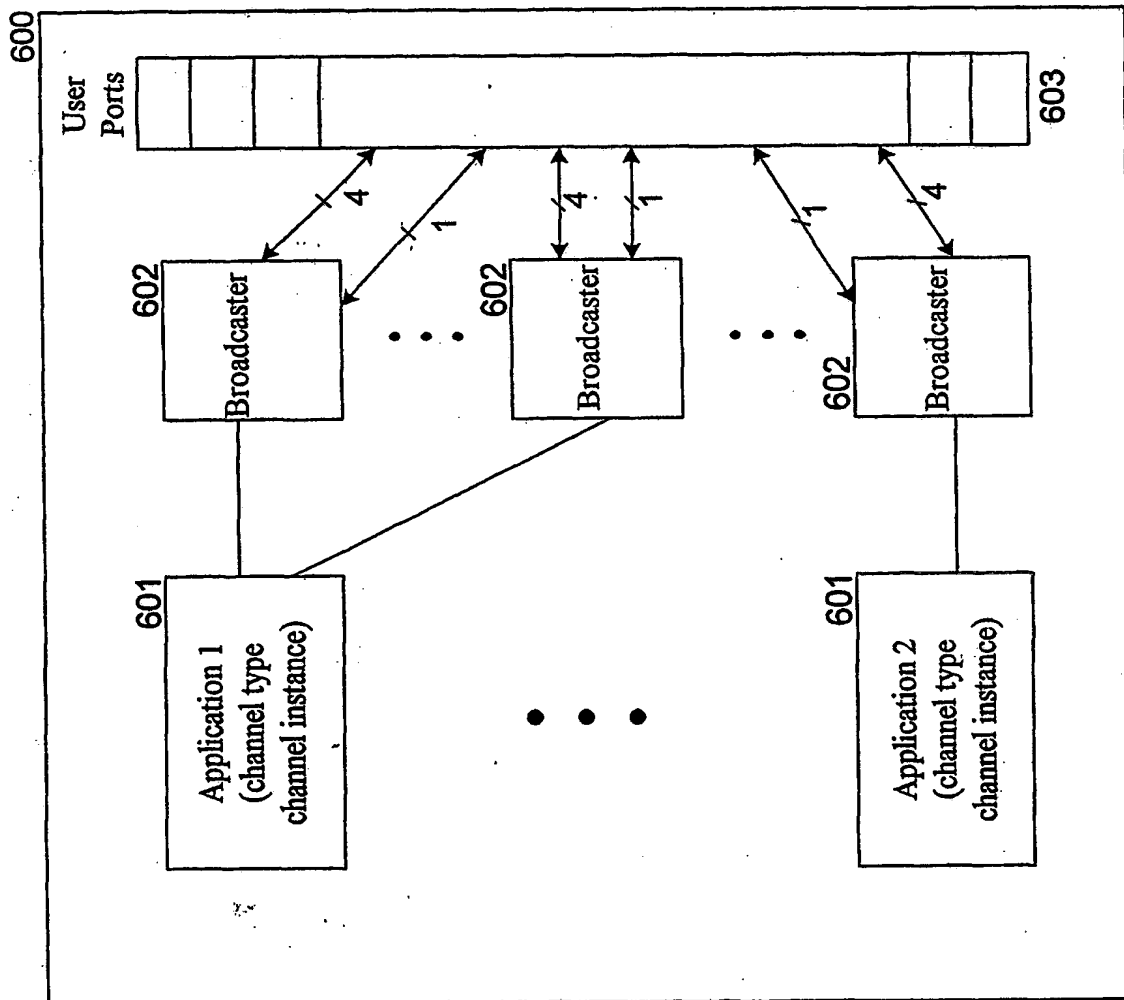 600
User
Ports
603
4
1
4
1
1
4
602
Broadcaster
602
Broadcaster
602
Broadcaster
601
Application 1
(channel type
channel instance)
601
Application 2
(channel type
channel instance)